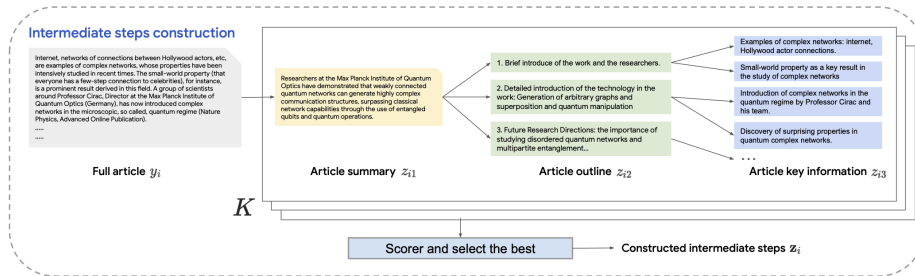 Intermediate steps construction
Internet, networks of connections between Hollywood actors, etc,
are examples of complex networks, whose properties have been
intensively studied in recent times. The small-world property (that
everyone has a few-step connection to celebrities), for instance,
is a prominent result derived in this field. A group of scientists
around Professor Cirac, Director at the Max Planck Institute of
Quantum Optics (Germany), has now introduced complex
networks in the microscopic, so called, quantum regime (Nature
Physics, Advanced Online Publication).
.....
.....
Full article y_i
Researchers at the Max Planck Institute of Quantum
Optics have demonstrated that weakly connected
quantum networks can generate highly complex
communication structures, surpassing classical
network capabilities through the use of entangled
qubits and quantum operations.
Article summary z_{i1}
1. Brief introduce of the work and the researchers.
2. Detailed introduction of the technology in the
work: Generation of arbitrary graphs and
superposition and quantum manipulation
3. Future Research Directions: the importance of
studying disordered quantum networks and
multipartite entanglement...
Article outline z_{i2}
Examples of complex networks: internet,
Hollywood actor connections.
Small-world property as a key result in
the study of complex networks
Introduction of complex networks in the
quantum regime by Professor Cirac and
his team.
Discovery of surprising properties in
quantum complex networks.
...
Article key information z_{i3}
K
Scorer and select the best
Constructed intermediate steps z_i